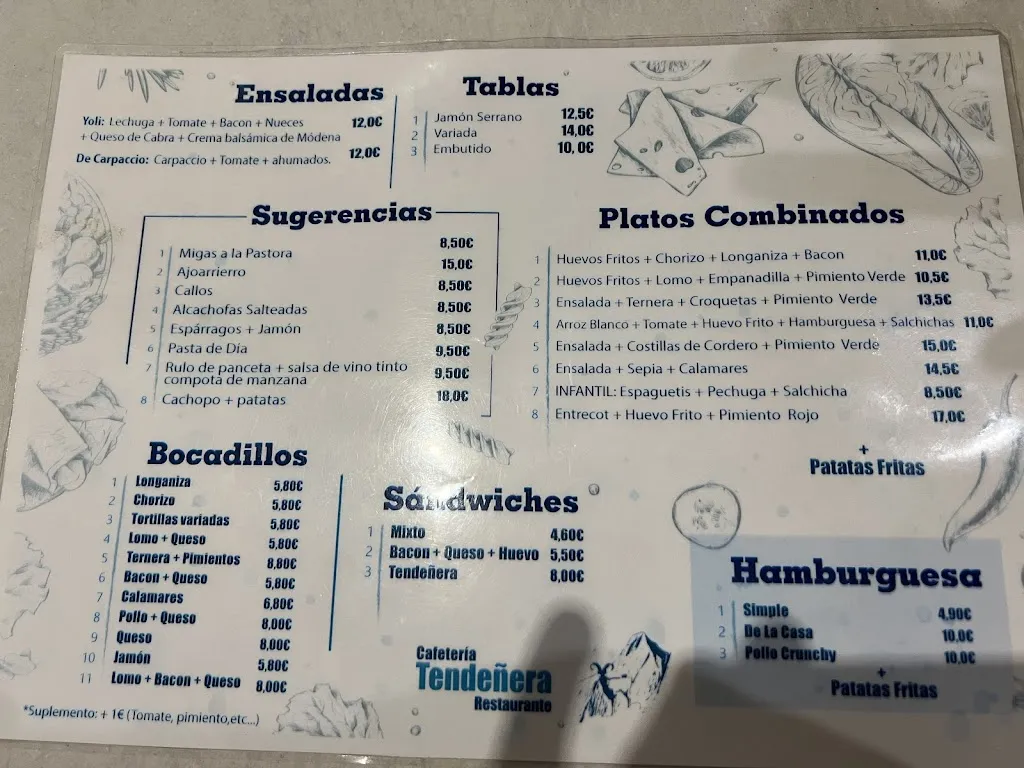 Ensaladas
Yoli: Lechuga + Tomate + Bacon + Nueces 12,0€
+ Queso de Cabra + Crema balsámica de Módena
De Carpaccio: Carpaccio + Tomate + ahumados. 12,0€
Tablas
1 Jamón Serrano 12,5€
2 Variada 14,0€
3 Embutido 10, 0€
Sugerencias
1 Migas a la Pastora 8,50€
2 Ajoarrierro 15,0€
3 Callos 8,50€
4 Alcachofas Salteadas 8,50€
5 Espárragos + Jamón 8,50€
6 Pasta de Día 9,50€
7 Rulo de panceta + salsa de vino tinto 9,50€
compota de manzana
8 Cachopo + patatas 18,0€
Platos Combinados
1 Huevos Fritos + Chorizo + Longaniza + Bacon 11,0€
2 Huevos Fritos + Lomo + Empanadilla + Pimiento Verde 10,5€
3 Ensalada + Ternera + Croquetas + Pimiento Verde 13,5€
4 Arroz Blanco + Tomate + Huevo Frito + Hamburguesa + Salchichas 11,0€
5 Ensalada + Costillas de Cordero + Pimiento Verde 15,0€
6 Ensalada + Sepia + Calamares 14,5€
7 INFANTIL: Espaguetis + Pechuga + Salchicha 8,50€
8 Entrecot + Huevo Frito + Pimiento Rojo 17,0€
+
Patatas Fritas
Bocadillos
1 Longaniza 5,80€
2 Chorizo 5,80€
3 Tortillas variadas 5,80€
4 Lomo + Queso 5,80€
5 Ternera + Pimientos 8,80€
6 Bacon + Queso 5,80€
7 Calamares 6,80€
8 Pollo + Queso 8,00€
9 Queso 8,00€
10 Jamón 5,80€
11 Lomo + Bacon + Queso 8,00€
*Suplemento: + 1€ (Tomate, pimiento,etc...)
Sándwiches
1 Mixto 4,60€
2 Bacon + Queso + Huevo 5,50€
3 Tendeñera 8,00€
Cafetería
Tendeñera
Restaurante
Hamburguesa
1 Simple 4,90€
2 De La Casa 10,0€
3 Pollo Crunchy 10,0€
+
Patatas Fritas